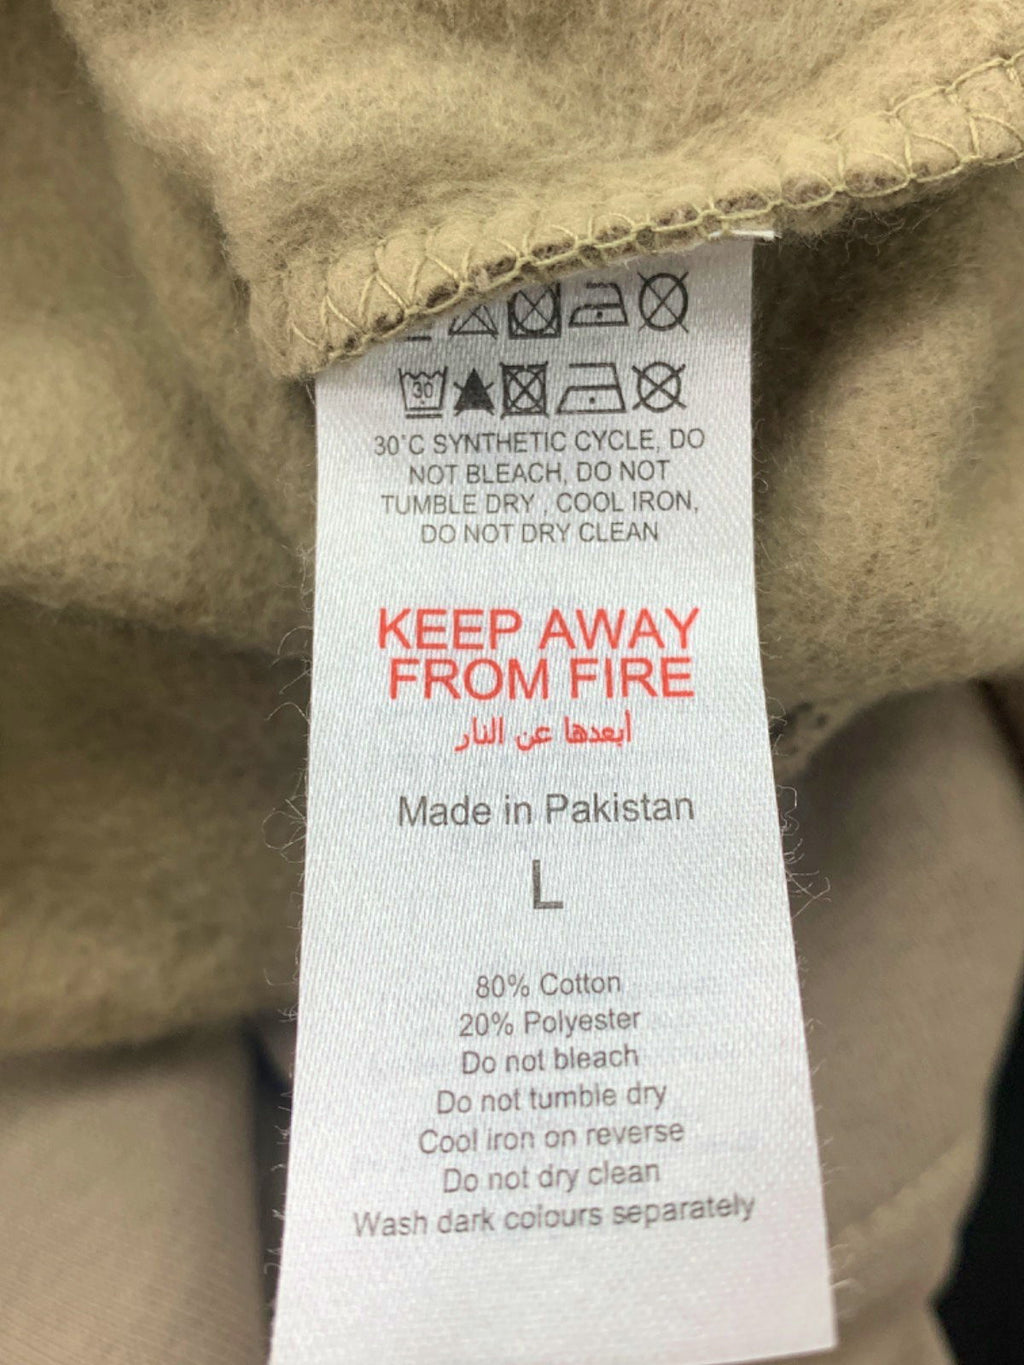 30
30°C SYNTHETIC CYCLE, DO
NOT BLEACH, DO NOT
TUMBLE DRY , COOL IRON,
DO NOT DRY CLEAN
KEEP AWAY
FROM FIRE
أبعدها عن النار
Made in Pakistan
L
80% Cotton
20% Polyester
Do not bleach
Do not tumble dry
Cool iron on reverse
Do not dry clean
Wash dark colours separately